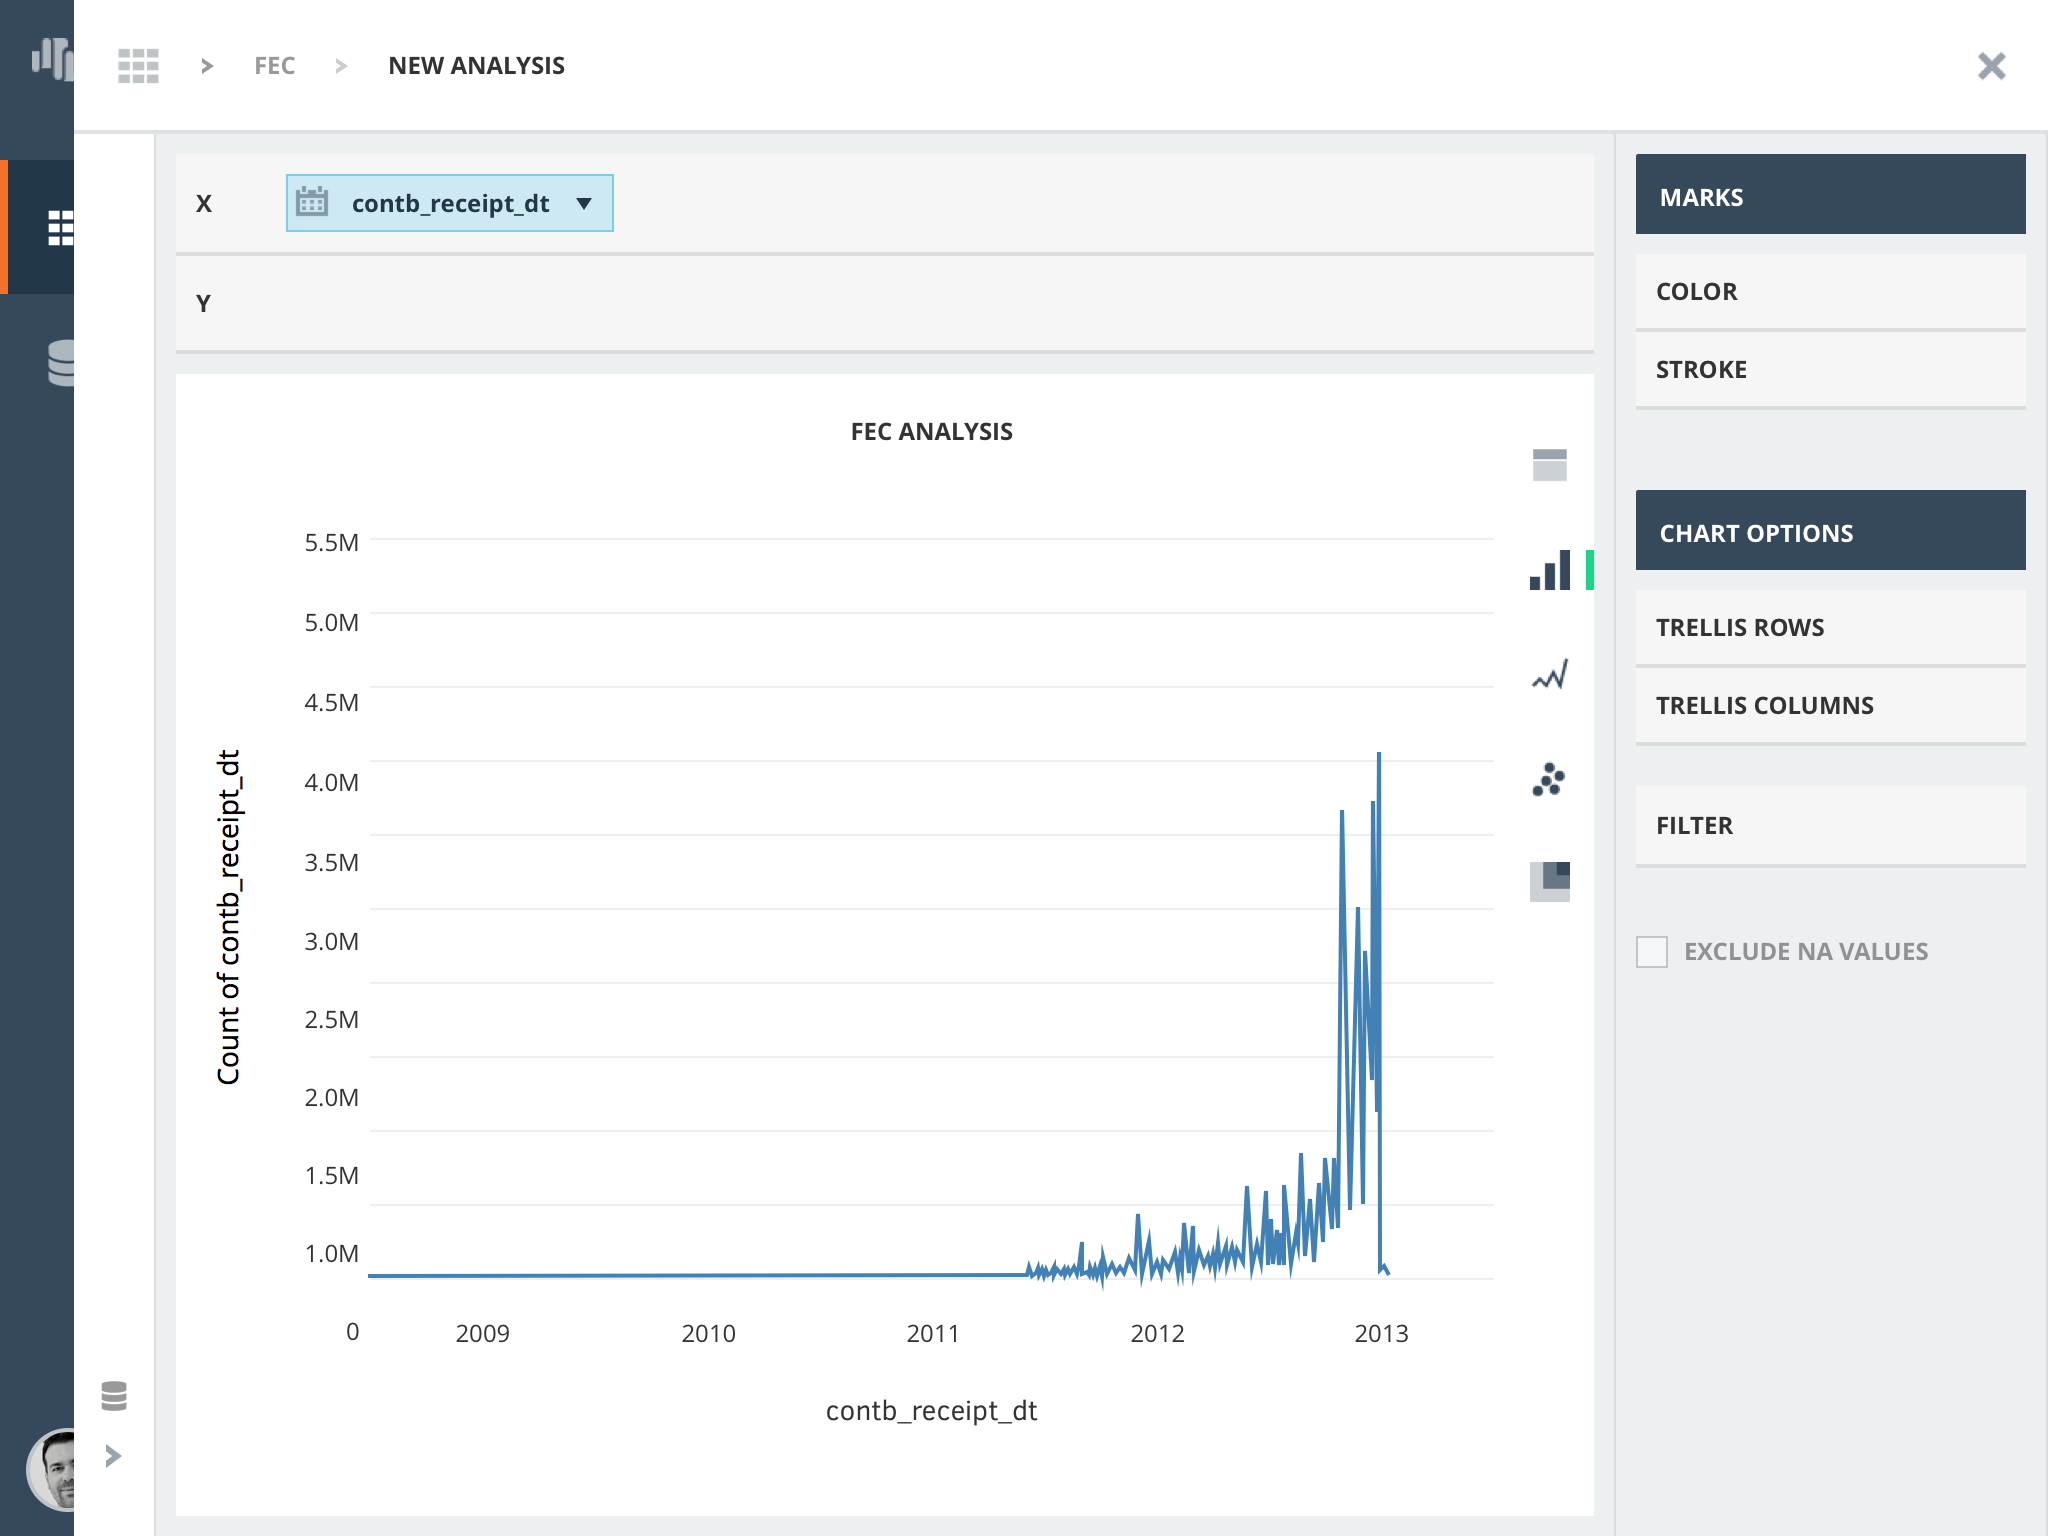 FEC
NEW ANALYSIS
X
contb_receipt_dt
Y
MARKS
COLOR
STROKE
CHART OPTIONS
TRELLIS ROWS
TRELLIS COLUMNS
FILTER
EXCLUDE NA VALUES
FEC ANALYSIS
Count of contb_receipt_dt
5.5M
5.0M
4.5M
4.0M
3.5M
3.0M
2.5M
2.0M
1.5M
1.0M
0 2009 2010 2011 2012 2013
contb_receipt_dt